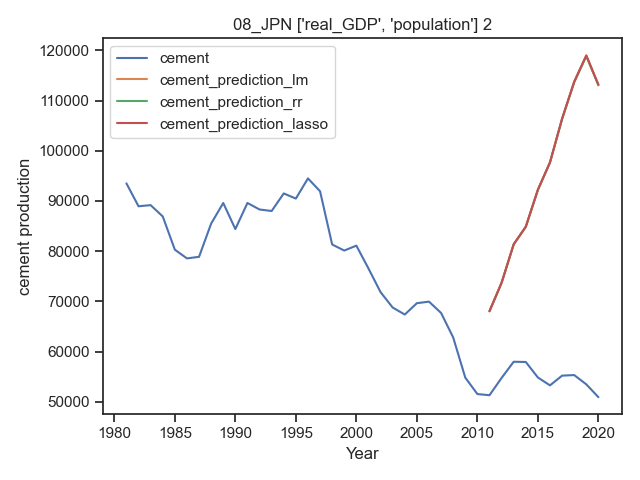 08_JPN ['real_GDP', 'population'] 2
cement
cement_prediction_lm
cement_prediction_rr
cement_prediction_lasso
120000
110000
100000
90000
80000
70000
60000
50000
cement production
1980 1985 1990 1995 2000 2005 2010 2015 2020
Year